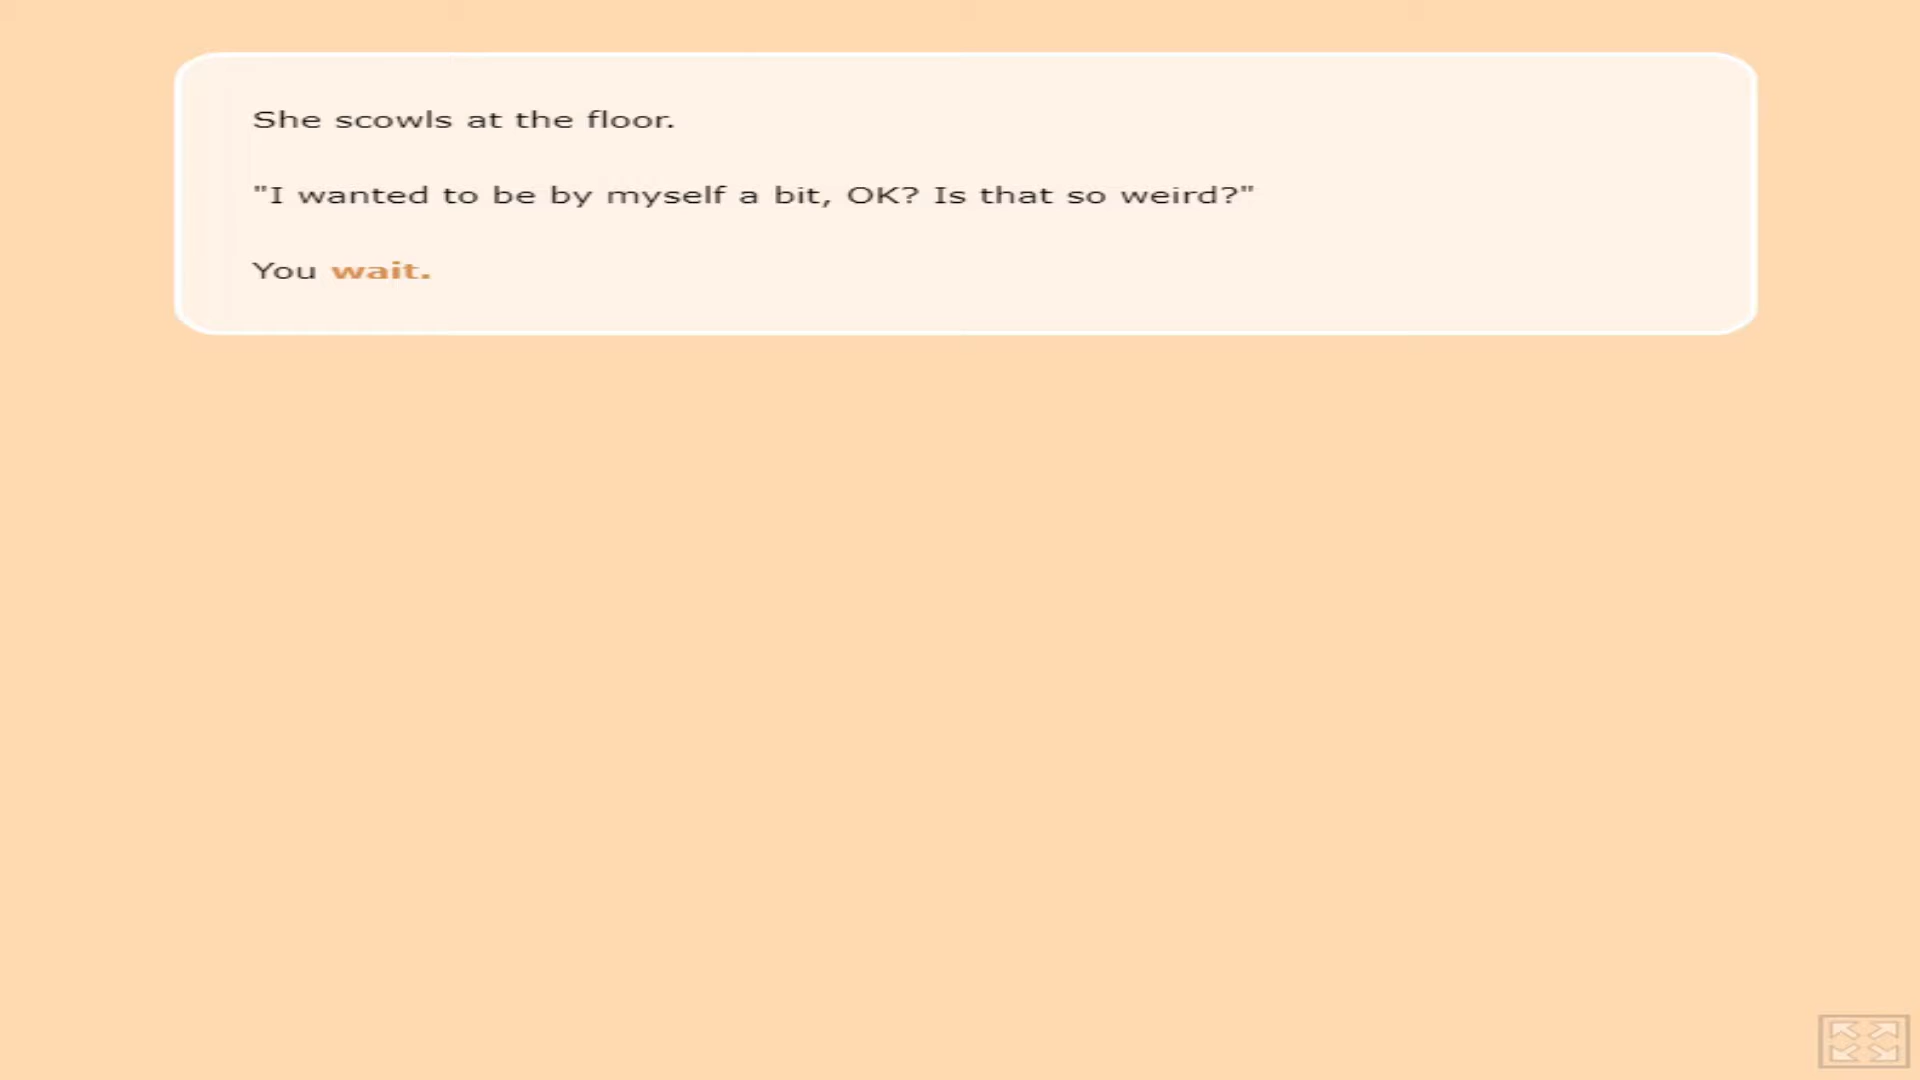 She scowls at the floor.
"I wanted to be by myself a bit, OK? Is that so weird?"
You wait.